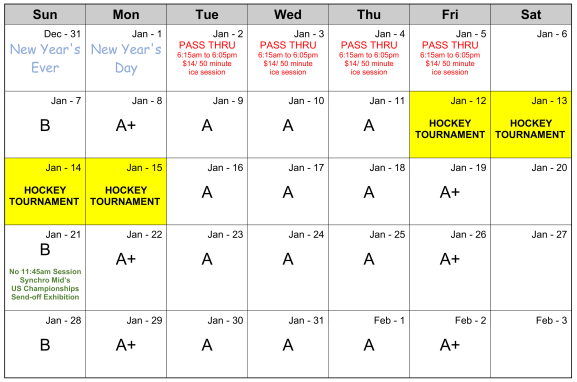 Sun Mon Tue Wed Thu Fri Sat
Dec - 31 Jan - 1 Jan - 2 Jan - 3 Jan - 4 Jan - 5 Jan - 6
New Year's New Year's PASS THRU PASS THRU PASS THRU PASS THRU
Ever Day 6:15am to 6:05pm 6:15am to 6:05pm 6:15am to 6:05pm 6:15am to 6:05pm
$14/ 50 minute $14/ 50 minute $14/ 50 minute $14/ 50 minute
ice session ice session ice session ice session
Jan - 7 Jan - 8 Jan - 9 Jan - 10 Jan - 11 Jan - 12 Jan - 13
B A+ A A A HOCKEY HOCKEY
TOURNAMENT TOURNAMENT
Jan - 14 Jan - 15 Jan - 16 Jan - 17 Jan - 18 Jan - 19 Jan - 20
HOCKEY HOCKEY A A A A+
TOURNAMENT TOURNAMENT
Jan - 21 Jan - 22 Jan - 23 Jan - 24 Jan - 25 Jan - 26 Jan - 27
B A+ A A A A+
No 11:45am Session
Synchro Mid's
US Championships
Send-off Exhibition
Jan - 28 Jan - 29 Jan - 30 Jan - 31 Feb - 1 Feb - 2 Feb - 3
B A+ A A A A+